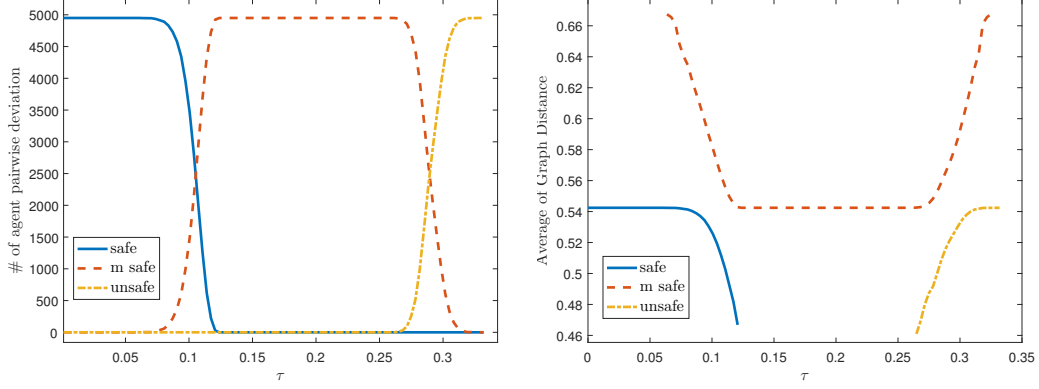 5000
4500
4000
3500
3000
2500
2000
1500
1000
500
0
# of agent pairwise deviation
safe
m safe
unsafe
0.05 0.1 0.15 0.2 0.25 0.3
τ
0.66
0.64
0.62
0.6
0.58
0.56
0.54
0.52
0.5
0.48
0.46
Average of Graph Distance
safe
m safe
unsafe
0 0.05 0.1 0.15 0.2 0.25 0.3 0.35
τ